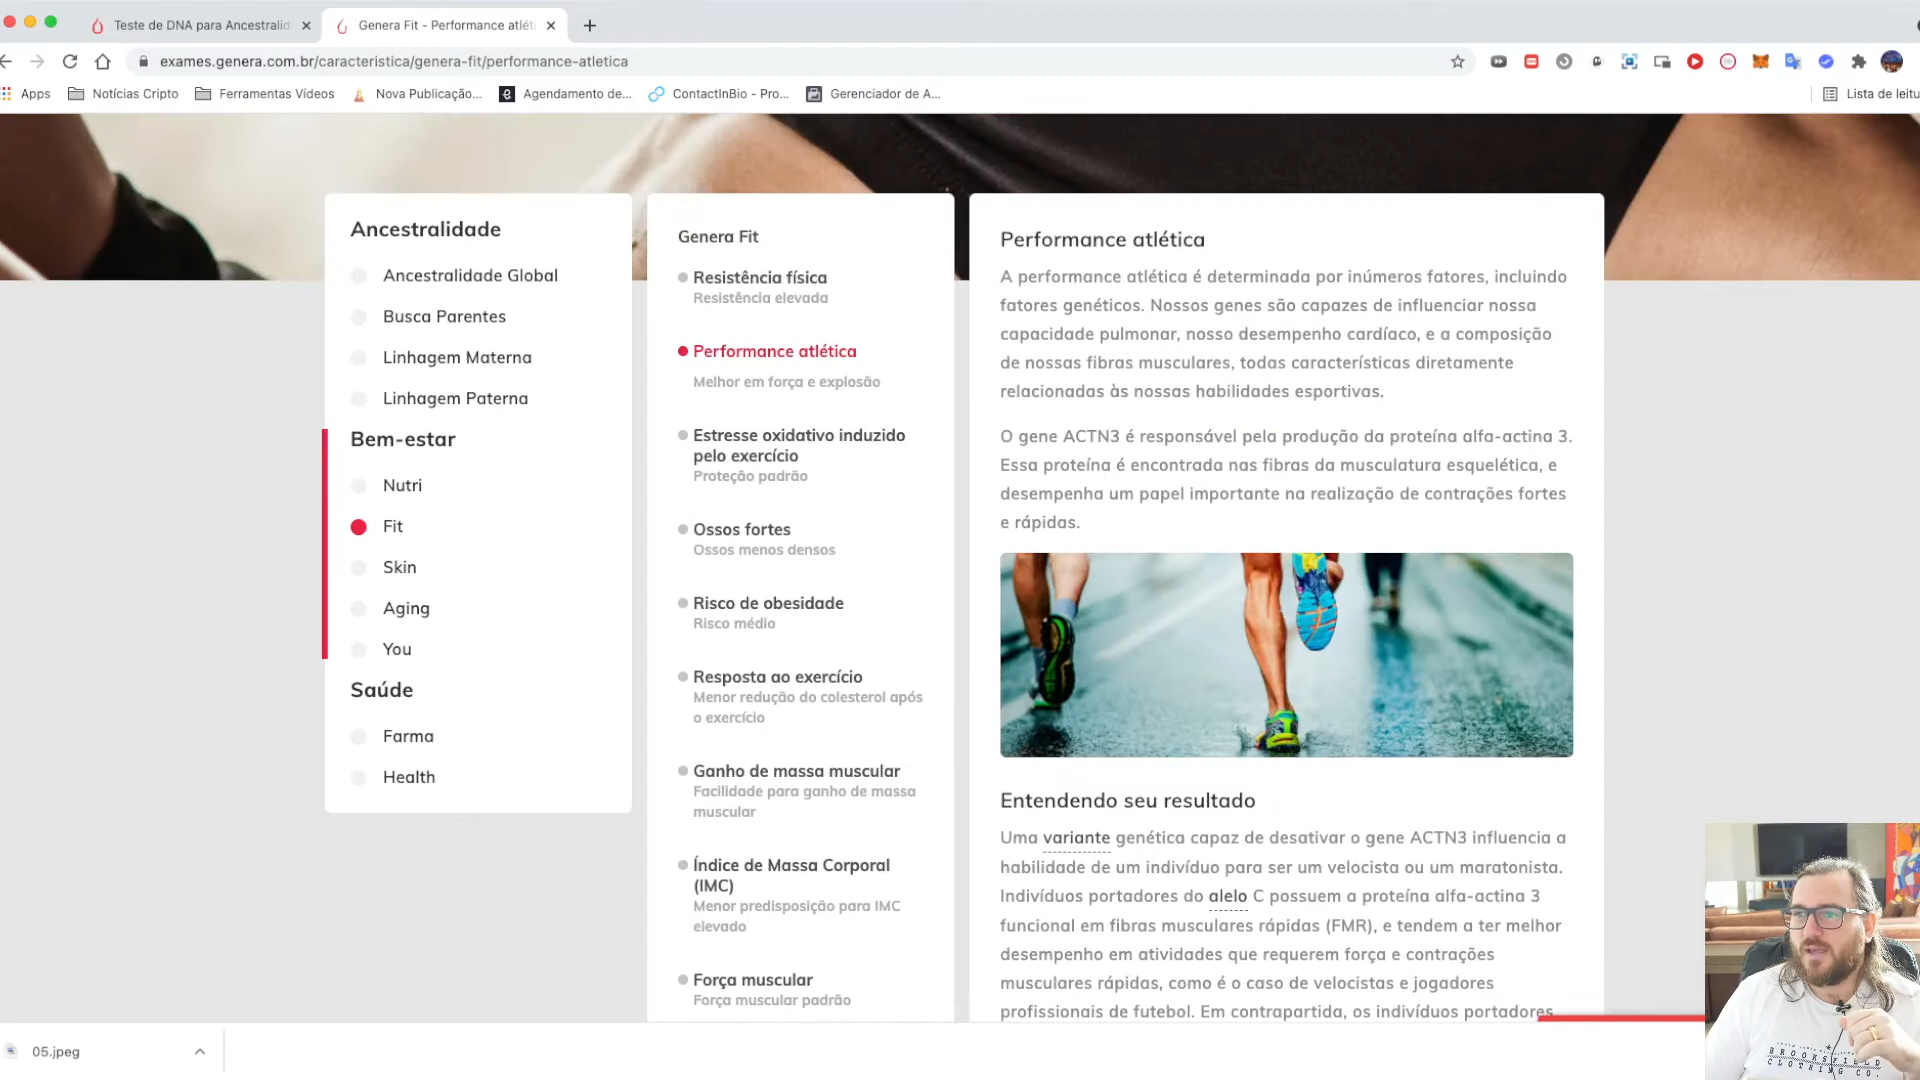 Teste de DNA para Ancestralid
Genera Fit - Performance atlét
exames.genera.com.br/caracteristica/genera-fit/performance-atletica
Apps
Notícias Cripto
Ferramentas Vídeos
Nova Publicação...
Agendamento de...
ContactInBio - Pro...
Gerenciador de A...
Lista de leitu
Ancestralidade
Ancestralidade Global
Busca Parentes
Linhagem Materna
Linhagem Paterna
Bem-estar
Nutri
Fit
Skin
Aging
You
Saúde
Farma
Health
Genera Fit
Resistência física
Resistência elevada
Performance atlética
Melhor em força e explosão
Estresse oxidativo induzido
pelo exercício
Proteção padrão
Ossos fortes
Ossos menos densos
Risco de obesidade
Risco médio
Resposta ao exercício
Menor redução do colesterol após
o exercício
Ganho de massa muscular
Facilidade para ganho de massa
muscular
Índice de Massa Corporal
(IMC)
Menor predisposição para IMC
elevado
Força muscular
Força muscular padrão
Performance atlética
A performance atlética é determinada por inúmeros fatores, incluindo
fatores genéticos. Nossos genes são capazes de influenciar nossa
capacidade pulmonar, nosso desempenho cardíaco, e a composição
de nossas fibras musculares, todas características diretamente
relacionadas às nossas habilidades esportivas.
O gene ACTN3 é responsável pela produção da proteína alfa-actina 3.
Essa proteína é encontrada nas fibras da musculatura esquelética, e
desempenha um papel importante na realização de contrações fortes
e rápidas.
Entendendo seu resultado
Uma variante genética capaz de desativar o gene ACTN3 influencia a
habilidade de um indivíduo para ser um velocista ou um maratonista.
Indivíduos portadores do alelo C possuem a proteína alfa-actina 3
funcional em fibras musculares rápidas (FMR), e tendem a ter melhor
desempenho em atividades que requerem força e contrações
musculares rápidas, como é o caso de velocistas e jogadores
profissionais de futebol. Em contrapartida, os indivíduos portadores
05.jpeg
BROOKSFIELD
CLOTHING CO.